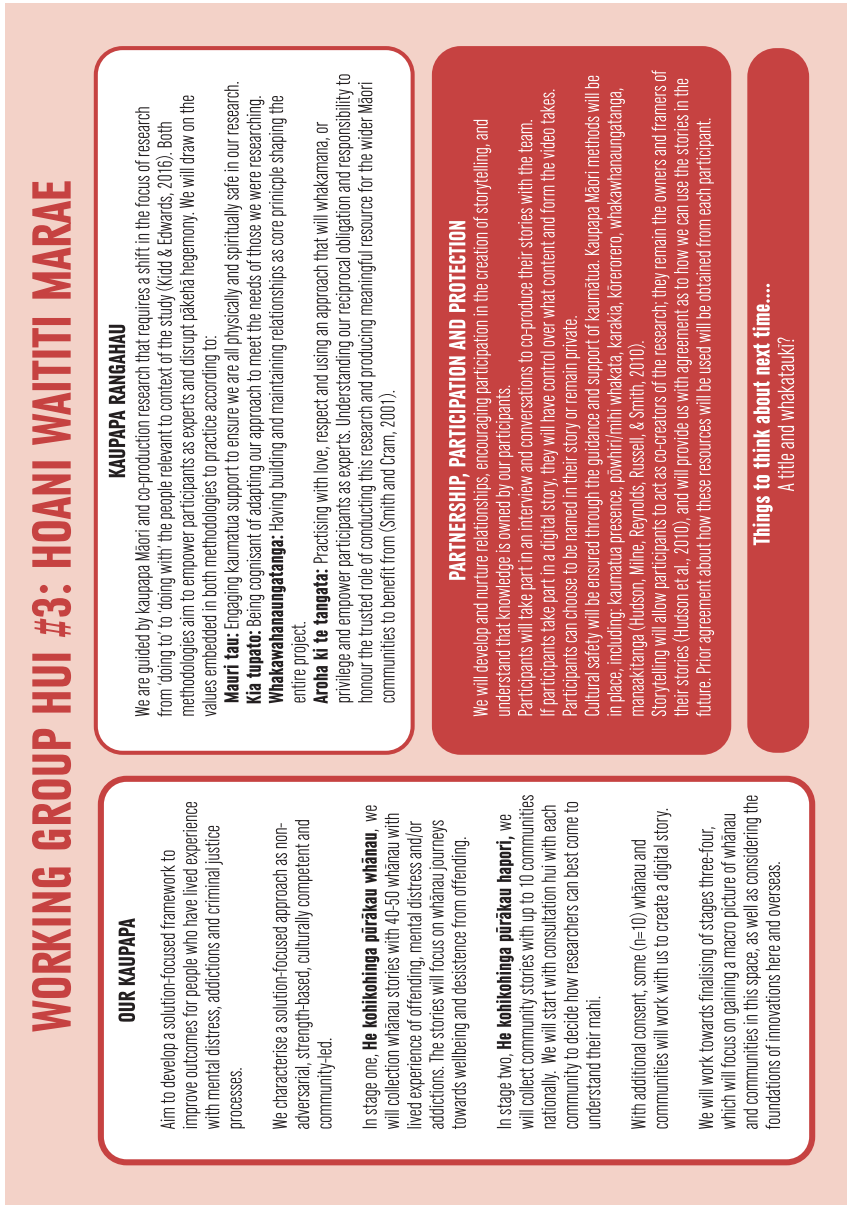 WORKING GROUP HUI #3: HOANI WAITITI MARAE
OUR KAUPAPA
Aim to develop a solution-focused framework to
improve outcomes for people who have lived experience
with mental distress, addictions and criminal justice
processes.
We characterise a solution-focused approach as non-
adversarial, strength-based, culturally competent and
community-led.
In stage one, He kohikohinga pūrākau whānau, we
will collection whānau stories with 40-50 whānau with
lived experience of offending, mental distress and/or
addictions. The stories will focus on whānau journeys
towards wellbeing and desistence from offending.
In stage two, He kohikohinga pūrākau hapori, we
will collect community stories with up to 10 communities
nationally. We will start with consultation hui with each
community to decide how researchers can best come to
understand their mahi.
With additional consent, some (n=10) whānau and
communities will work with us to create a digital story.
We will work towards finalising of stages three-four,
which will focus on gaining a macro picture of whānau
and communities in this space, as well as considering the
foundations of innovations here and overseas.
KAUPAPA RANGAHAU
We are guided by kaupapa Māori and co-production research that requires a shift in the focus of research
from 'doing to' to 'doing with' the people relevant to context of the study (Kidd & Edwards, 2016). Both
methodologies aim to empower participants as experts and disrupt pākehā hegemony. We will draw on the
values embedded in both methodologies to practice according to:
Mauri tau: Engaging kaumatua support to ensure we are all physically and spiritually safe in our research.
Kia tupato: Being cognisant of adapting our approach to meet the needs of those we were researching.
Whakawahanaungatanga: Having building and maintaining relationships as core prinicple shaping the
entire project.
Aroha ki te tangata: Practising with love, respect and using an approach that will whakamana, or
privilege and empower participants as experts. Understanding our reciprocal obligation and responsibility to
honour the trusted role of conducting this research and producing meaningful resource for the wider Māori
communities to benefit from (Smith and Cram, 2001).
PARTNERSHIP, PARTICIPATION AND PROTECTION
We will develop and nurture relationships, encouraging participation in the creation of storytelling, and
understand that knowledge is owned by our participants.
Participants will take part in an interview and conversations to co-produce their stories with the team.
If participants take part in a digital story, they will have control over what content and form the video takes.
Participants can choose to be named in their story or remain private.
Cultural safety will be ensured through the guidance and support of kaumātua. Kaupapa Māori methods will be
in place, including: kaumatua presence, pōwhiri/mihi whakata, karakia, kōrerorero, whakawhanaungatanga,
manaakitanga (Hudson, Milne, Reynolds, Russell, & Smith, 2010).
Storytelling will allow participants to act as co-creators of the research; they remain the owners and framers of
their stories (Hudson et al., 2010), and will provide us with agreement as to how we can use the stories in the
future. Prior agreement about how these resources will be used will be obtained from each participant.
Things to think about next time....
A title and whakatauki?